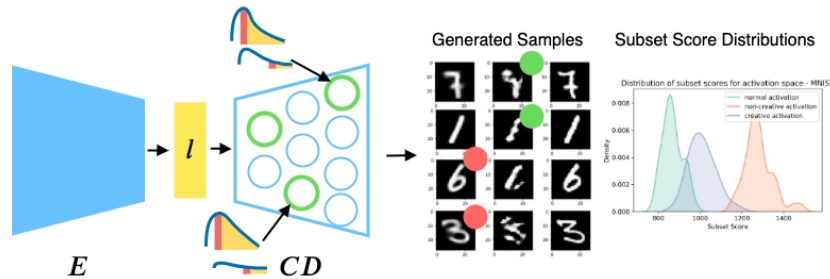 Generated Samples
Subset Score Distributions
Distribution of subset scores for activation space - MNIS
normal activation
non-creative activation
creative activation
0.008
0.006
0.004
0.002
0.000
Density
800
1000
1200
1400
Subset Score
l
E
CD